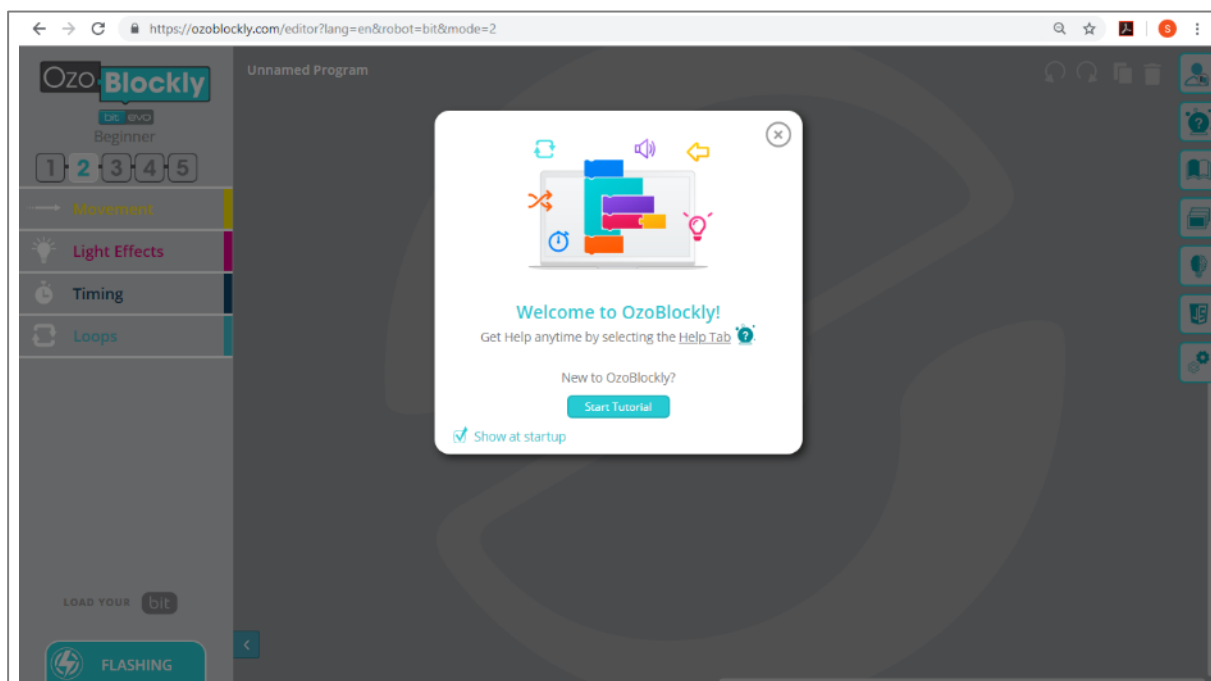 https://ozoblockly.com/editor?lang=en&robot=bit&mode=2
S
OZO Blockly
bit evo
Beginner
1 2 3 4 5
Movement
Light Effects
Timing
Loops
LOAD YOUR bit
FLASHING
Unnamed Program
Welcome to OzoBlockly!
Get Help anytime by selecting the Help Tab ?
New to OzoBlockly?
Start Tutorial
Show at startup
?
JS